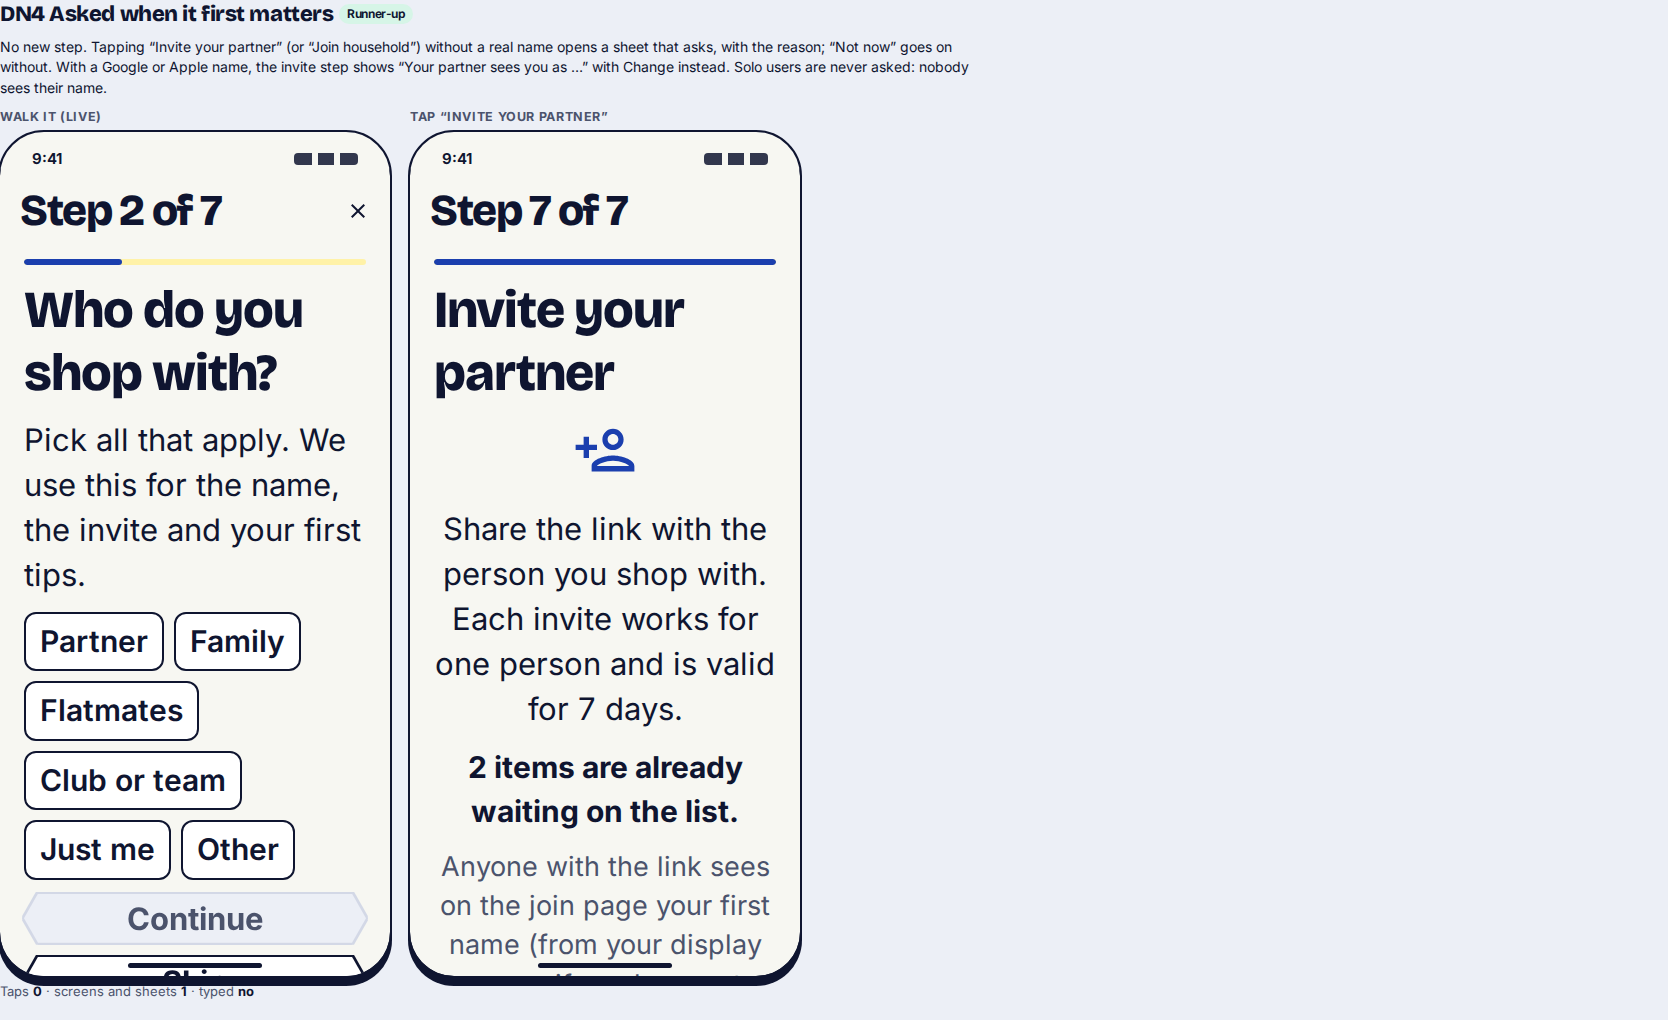 DN4 Asked when it first matters Runner-up
No new step. Tapping “Invite your partner” (or “Join household”) without a real name opens a sheet that asks, with the reason; “Not now” goes on
without. With a Google or Apple name, the invite step shows “Your partner sees you as ...” with Change instead. Solo users are never asked: nobody
sees their name.
WALK IT (LIVE)
9:41
Step 2 of 7
Who do you
shop with?
Pick all that apply. We
use this for the name,
the invite and your first
tips.
Partner Family
Flatmates
Club or team
Just me Other
Continue
Taps 0 · screens and sheets 1 · typed no
TAP “INVITE YOUR PARTNER”
9:41
Step 7 of 7
Invite your
partner
Share the link with the
person you shop with.
Each invite works for
one person and is valid
for 7 days.
2 items are already
waiting on the list.
Anyone with the link sees
on the join page your first
name (from your display